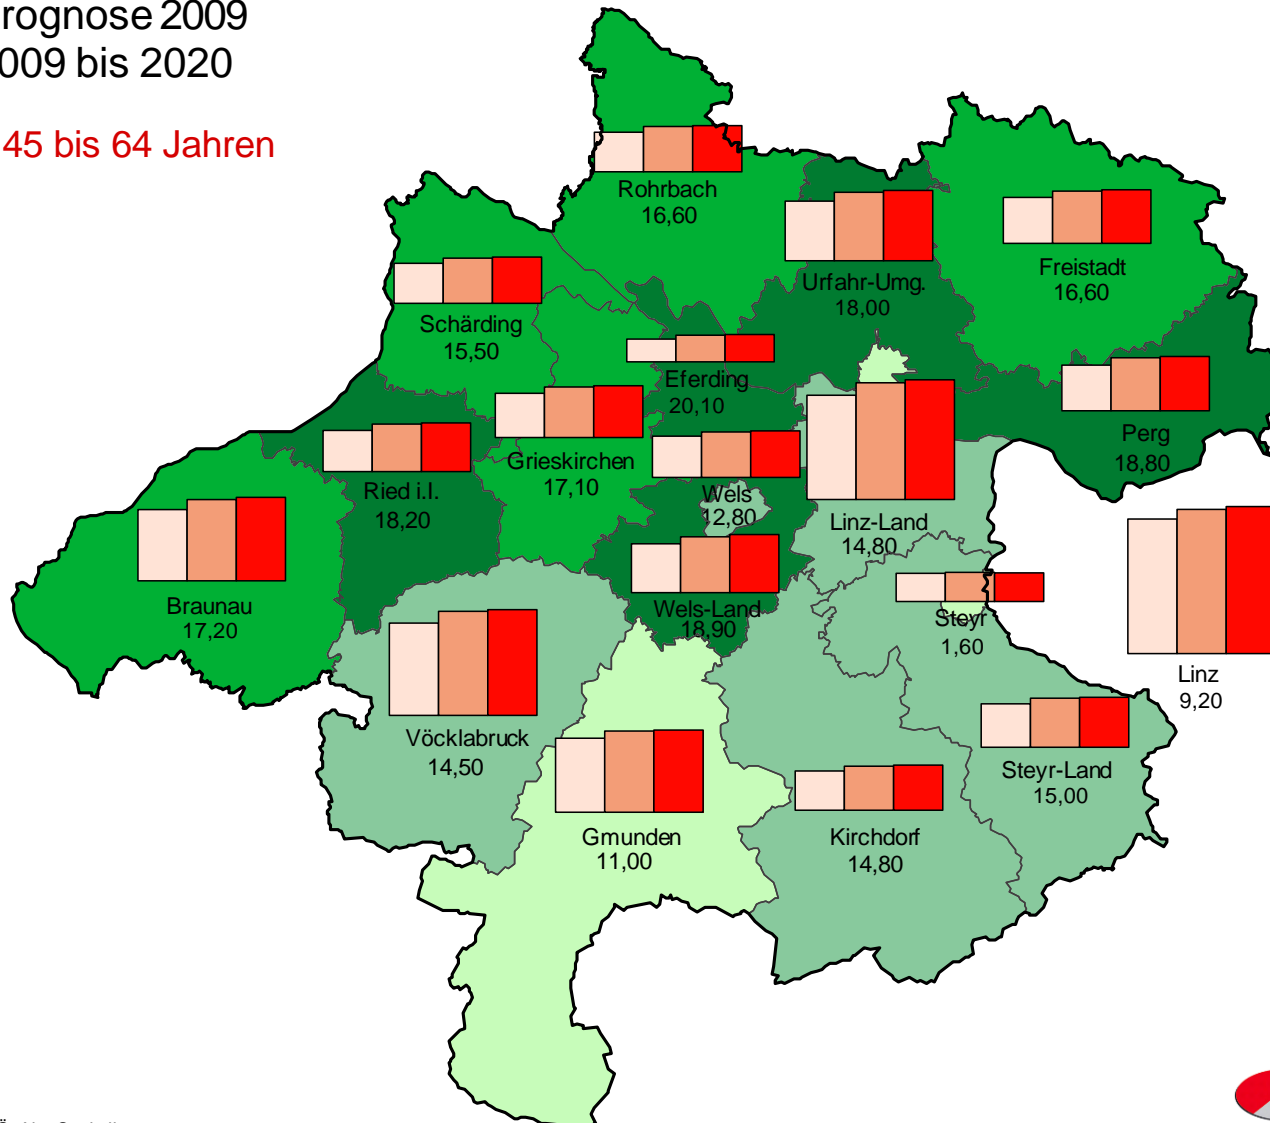 rognose 2009
009 bis 2020
45 bis 64 Jahren
Rohrbach
16,60
Urfahr-Umg.
18,00
Freistadt
16,60
Schärding
15,50
Eferding
20,10
Perg
18,80
Grieskirchen
17,10
Ried i.I.
18,20
Wels
12,80
Linz-Land
14,80
Braunau
17,20
Wels-Land
18,90
Steyr
1,60
Linz
9,20
Vöcklabruck
14,50
Steyr-Land
15,00
Gmunden
11,00
Kirchdorf
14,80